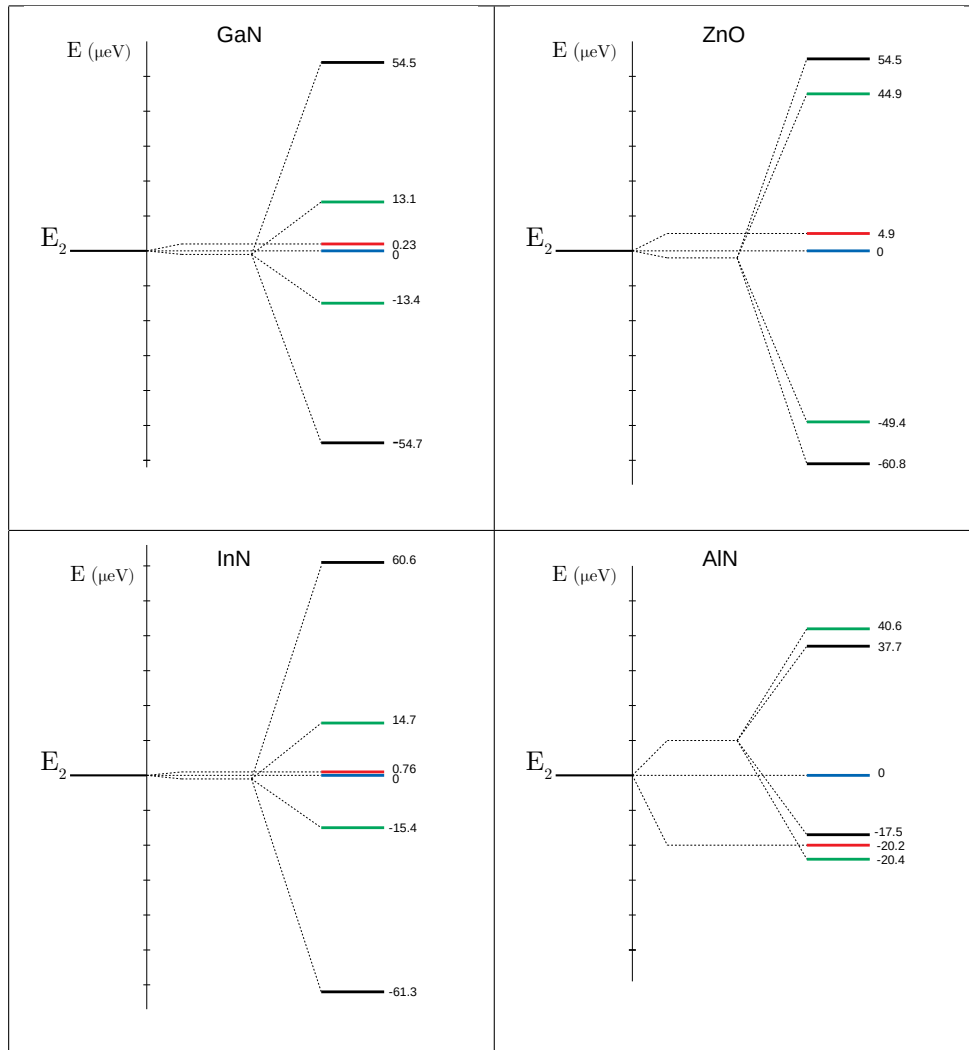 GaN
E (μeV)
54.5
13.1
E2
0.23
0
-13.4
-54.7
ZnO
E (μeV)
54.5
44.9
E2
4.9
0
-49.4
-60.8
InN
E (μeV)
60.6
14.7
E2
0.76
0
-15.4
-61.3
AlN
E (μeV)
40.6
37.7
E2
0
-17.5
-20.2
-20.4